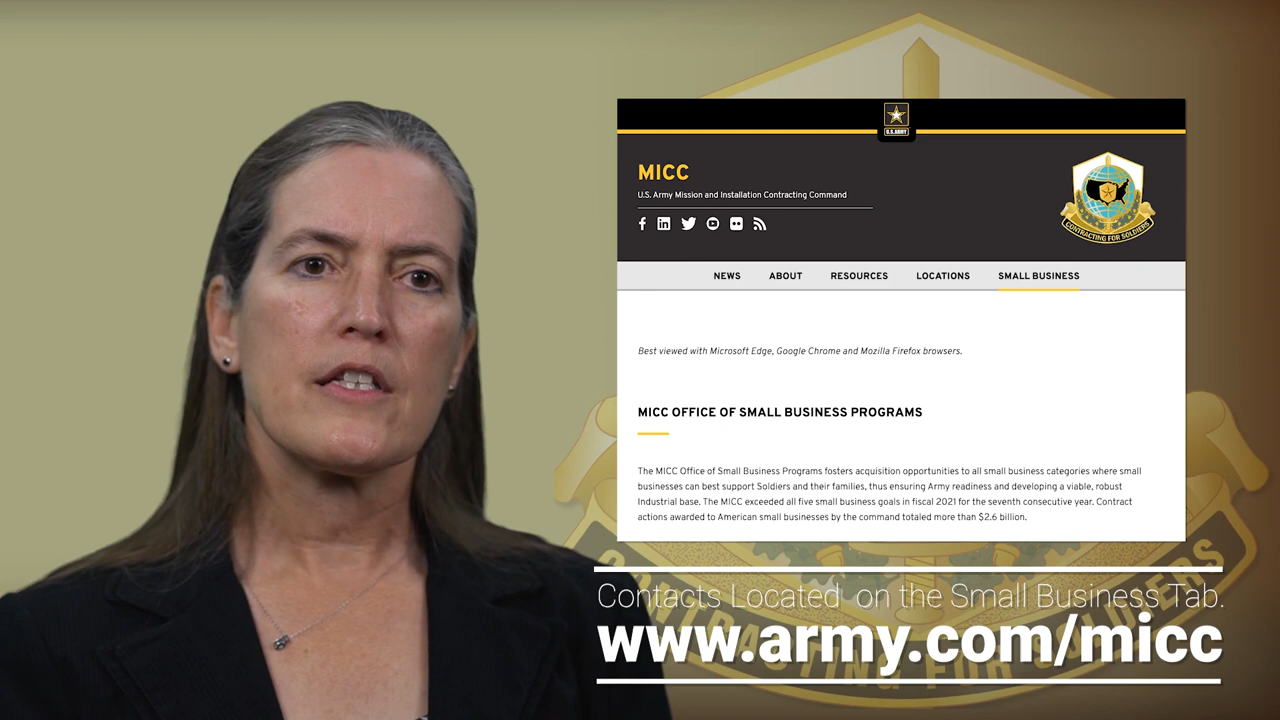 U.S. ARMY
MICC
U.S. Army Mission and Installation Contracting Command
CONTRACTING FOR SOLDIERS
NEWS ABOUT RESOURCES LOCATIONS SMALL BUSINESS
Best viewed with Microsoft Edge, Google Chrome and Mozilla Firefox browsers.
MICC OFFICE OF SMALL BUSINESS PROGRAMS
The MICC Office of Small Business Programs fosters acquisition opportunities to all small business categories where small
businesses can best support Soldiers and their families, thus ensuring Army readiness and developing a viable, robust
Industrial base. The MICC exceeded all five small business goals in fiscal 2021 for the seventh consecutive year. Contract
actions awarded to American small businesses by the command totaled more than $2.6 billion.
Contacts Located on the Small Business Tab.
www.army.com/micc
CONTRACTING FOR SOLDIERS